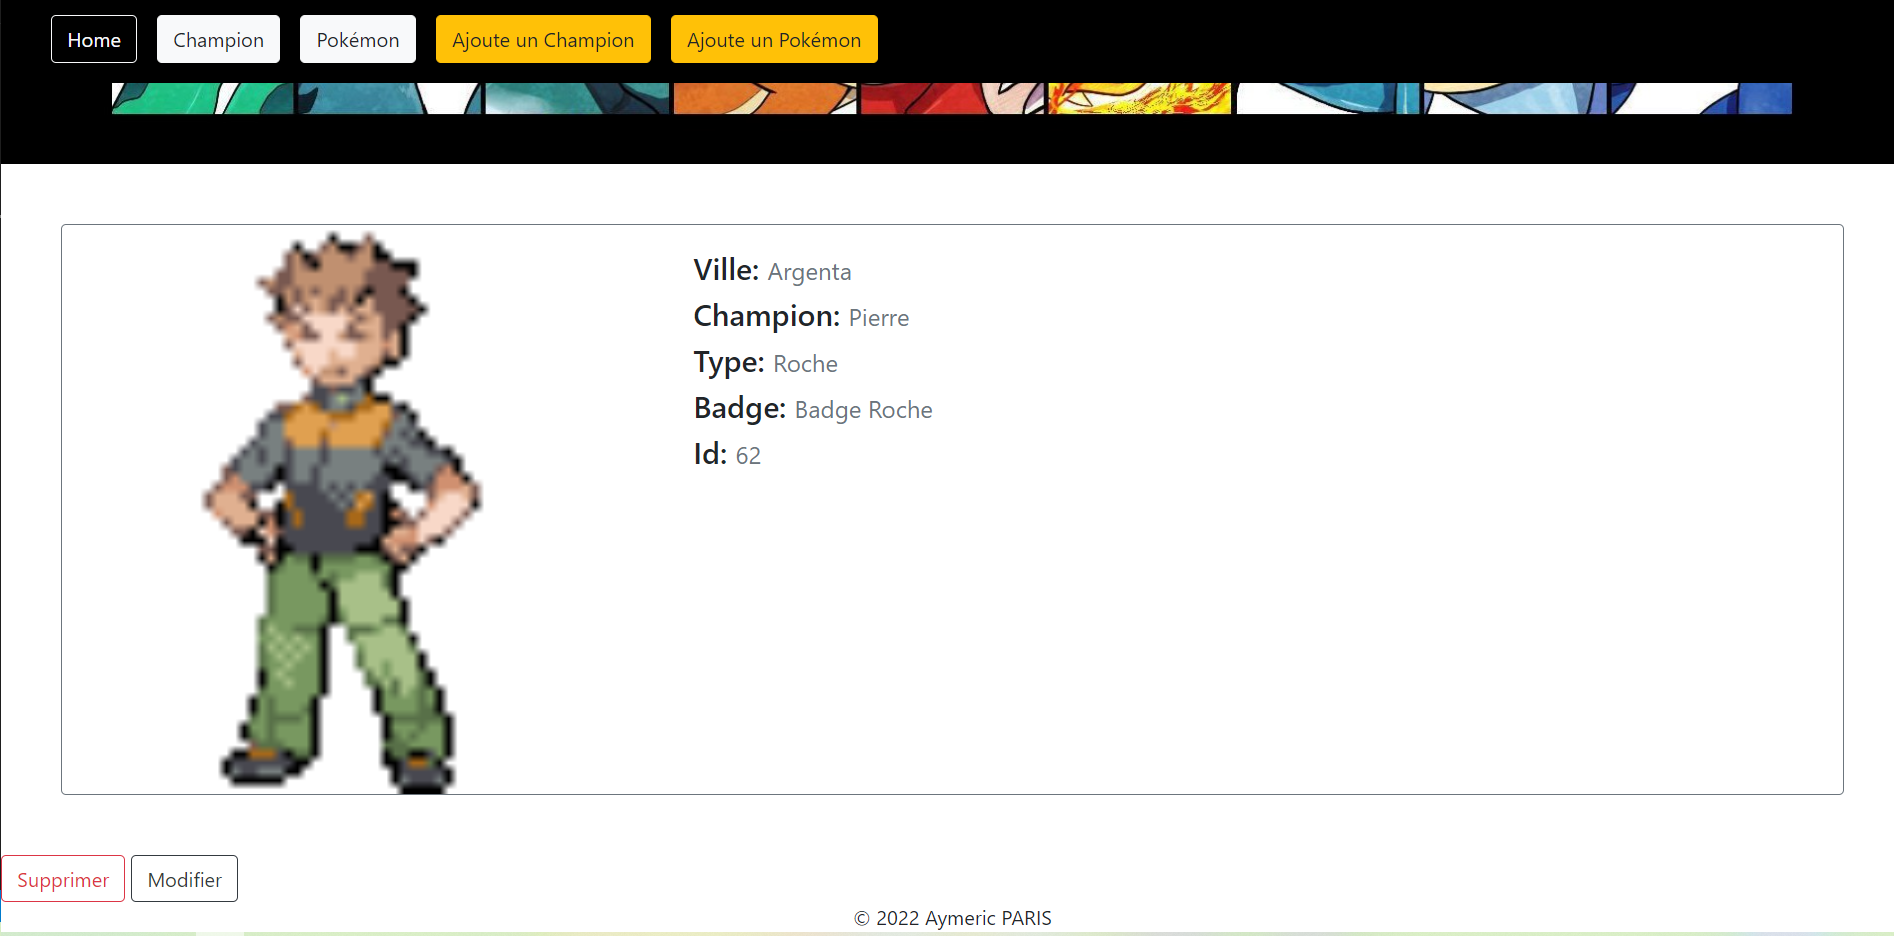 Home Champion Pokémon Ajoute un Champion Ajoute un Pokémon
Ville: Argenta
Champion: Pierre
Type: Roche
Badge: Badge Roche
Id: 62
Supprimer Modifier
© 2022 Aymeric PARIS